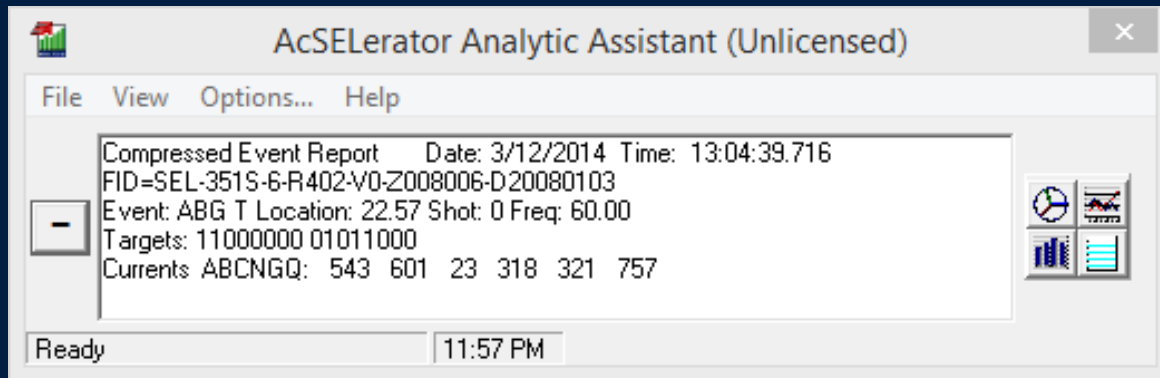 AcSELerator Analytic Assistant (Unlicensed)
File View Options... Help
Compressed Event Report Date: 3/12/2014 Time: 13:04:39.716
FID=SEL-351S-6-R402-V0-Z008006-D20080103
Event: ABG T Location: 22.57 Shot: 0 Freq: 60.00
Targets: 11000000 01011000
Currents ABCNGQ: 543 601 23 318 321 757
Ready 11:57 PM